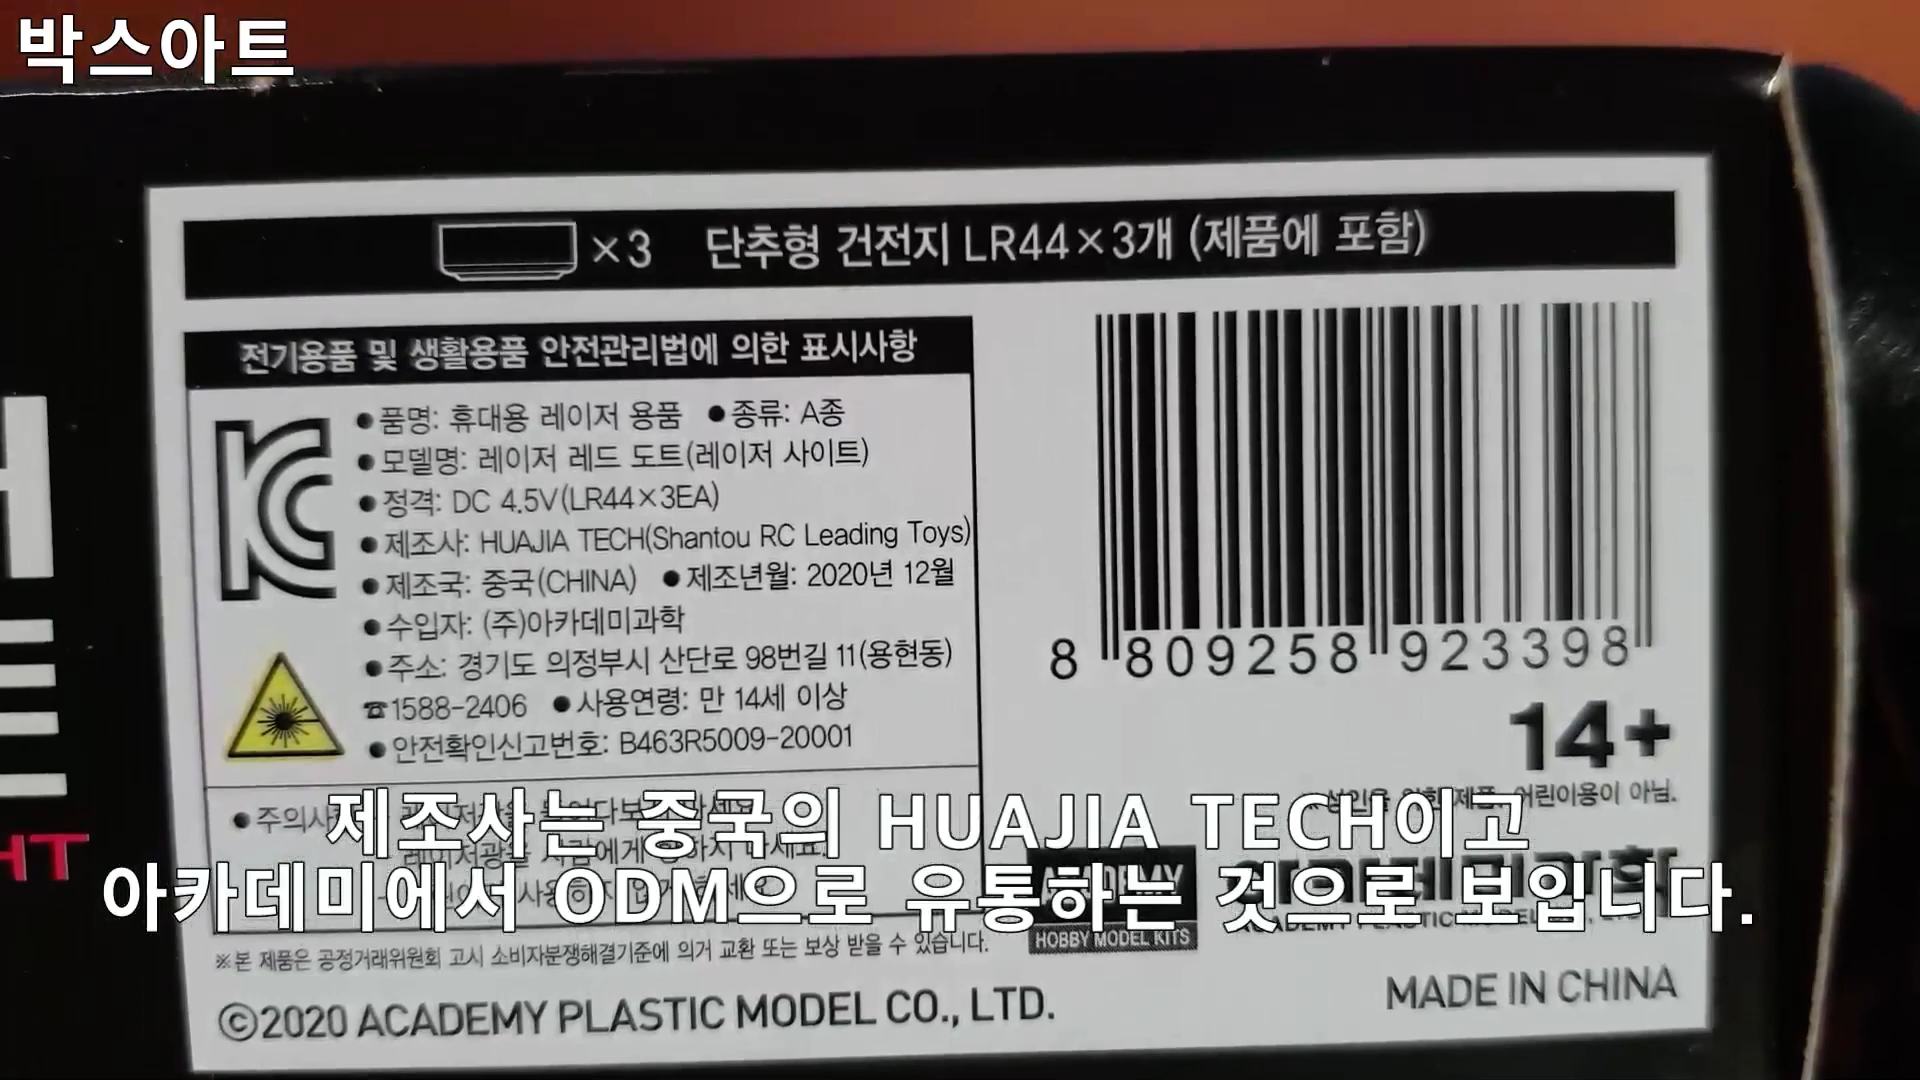 박스아트
×3 단추형 건전지 LR44×3개 (제품에 포함)
전기용품 및 생활용품 안전관리법에 의한 표시사항
●품명: 휴대용 레이저 용품 ●종류: A종
●모델명: 레이저 레드 도트(레이저 사이트)
●정격: DC 4.5V(LR44×3EA)
●제조사: HUAJIA TECH(Shantou RC Leading Toys)
●제조국: 중국(CHINA) ●제조년월: 2020년 12월
●수입자: (주)아카데미과학
●주소: 경기도 의정부시 산단로 98번길 11(용현동)
☎1588-2406 ●사용연령: 만 14세 이상
●안전확인신고번호: B463R5009-20001
8 809258 923398
14+
어린이용이 아님.
●주의사
제조사는 중국의 HUAJIA TECH이고
아카데미에서 ODM으로 유통하는 것으로 보입니다.
HOBBY MODEL KITS
※본 제품은 공정거래위원회 고시 소비자분쟁해결기준에 의거 교환 또는 보상 받을 수 있습니다.
©2020 ACADEMY PLASTIC MODEL CO., LTD.
MADE IN CHINA
HT